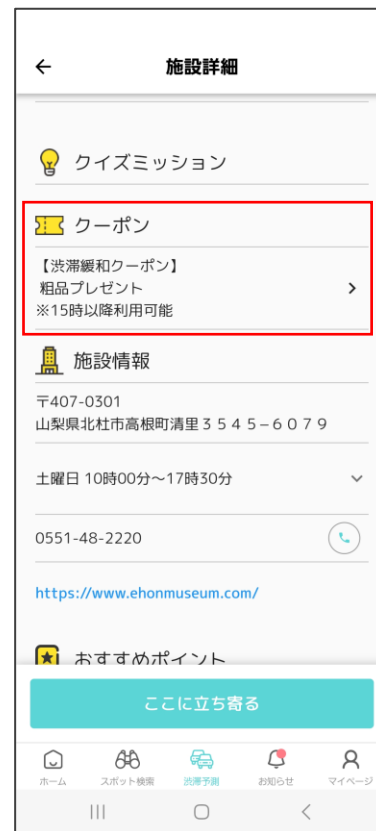 施設詳細
クイズミッション
クーポン
【渋滞緩和クーポン】
粗品プレゼント
※15時以降利用可能
施設情報
〒407-0301
山梨県北杜市高根町清里３５４５−６０７９
土曜日 10時00分～17時30分
0551-48-2220
https://www.ehonmuseum.com/
おすすめポイント
ここに立ち寄る
ホーム スポット検索 渋滞予測 お知らせ マイページ